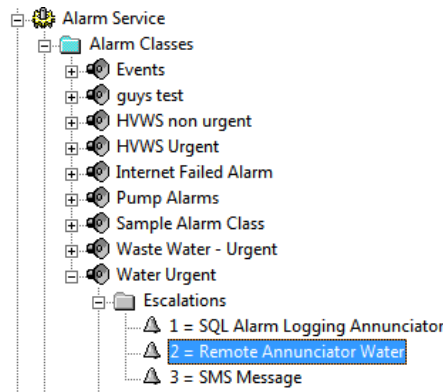 Alarm Service
Alarm Classes
Events
guys test
HVWS non urgent
HVWS Urgent
Internet Failed Alarm
Pump Alarms
Sample Alarm Class
Waste Water - Urgent
Water Urgent
Escalations
1 = SQL Alarm Logging Annunciator
2 = Remote Annunciator Water
3 = SMS Message